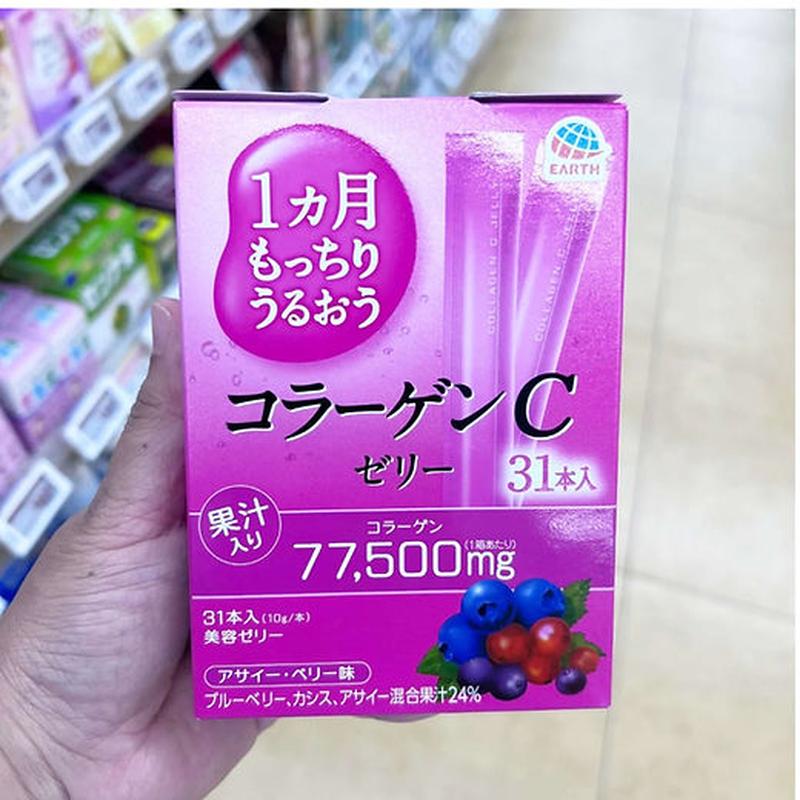 1ヵ月
もっちり
うるおう
EARTH
COLLAGEN C JELLY
COLLAGEN C JELLY
コラーゲンC
ゼリー
31本入
果汁
入り
コラーゲン
77,500mg
(1箱あたり)
31本入(10g/本)
美容ゼリー
アサイー・ベリー味
ブルーベリー、カシス、アサイー混合果汁24%